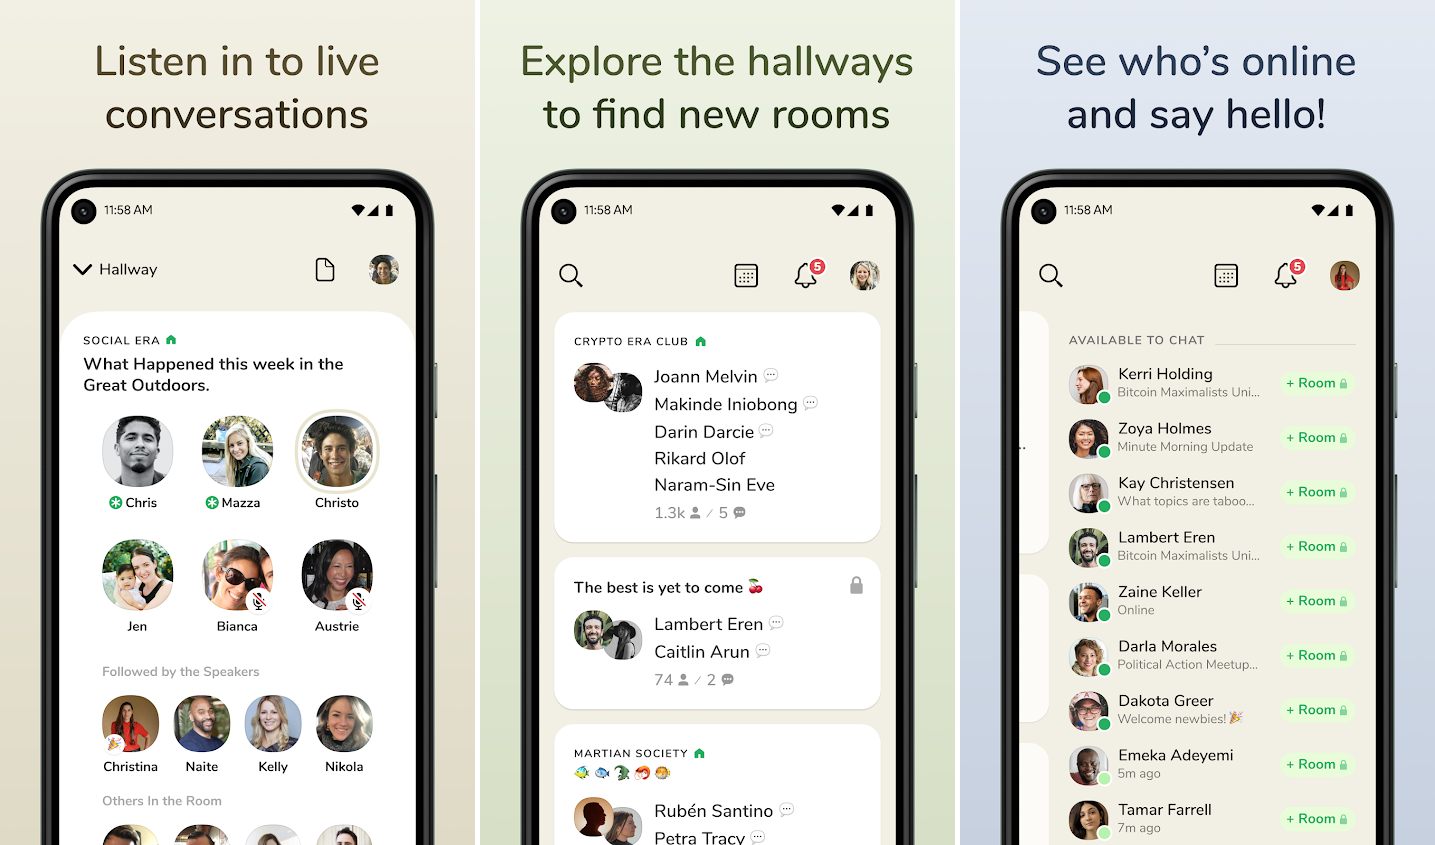 Listen in to live
conversations
11:58 AM
Hallway
SOCIAL ERA
What Happened this week in the
Great Outdoors.
Chris
Mazza
Christo
Jen
Bianca
Austrie
Followed by the Speakers
Christina
Naite
Kelly
Nikola
Others In the Room
Explore the hallways
to find new rooms
11:58 AM
5
CRYPTO ERA CLUB
Joann Melvin
Makinde Iniobong
Darin Darcie
Rikard Olof
Naram-Sin Eve
1.3k / 5
The best is yet to come 🍒
Lambert Eren
Caitlin Arun
74 / 2
MARTIAN SOCIETY
Rubén Santino
Petra Tracy
See who's online
and say hello!
11:58 AM
5
..
AVAILABLE TO CHAT
Kerri Holding
Bitcoin Maximalists Uni...
+ Room
Zoya Holmes
Minute Morning Update
+ Room
Kay Christensen
What topics are taboo...
+ Room
Lambert Eren
Bitcoin Maximalists Uni...
+ Room
Zaine Keller
Online
+ Room
Darla Morales
Political Action Meetup...
+ Room
Dakota Greer
Welcome newbies! 🎉
+ Room
Emeka Adeyemi
5m ago
+ Room
Tamar Farrell
7m ago
+ Room